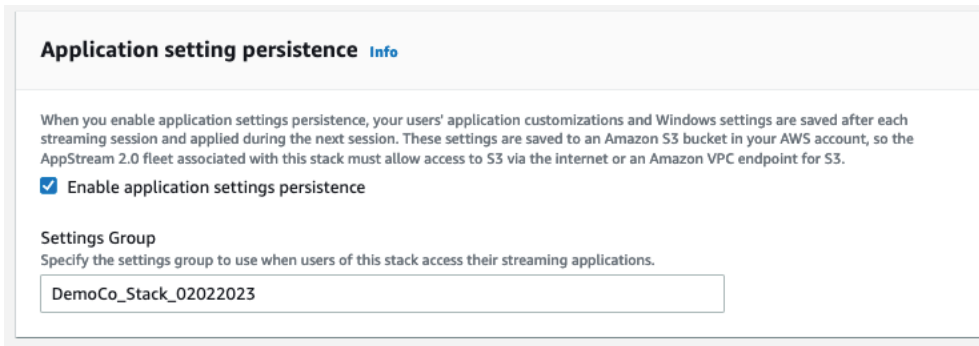 Application setting persistence Info
When you enable application settings persistence, your users' application customizations and Windows settings are saved after each
streaming session and applied during the next session. These settings are saved to an Amazon S3 bucket in your AWS account, so the
AppStream 2.0 fleet associated with this stack must allow access to S3 via the internet or an Amazon VPC endpoint for S3.
Enable application settings persistence
Settings Group
Specify the settings group to use when users of this stack access their streaming applications.
DemoCo_Stack_02022023